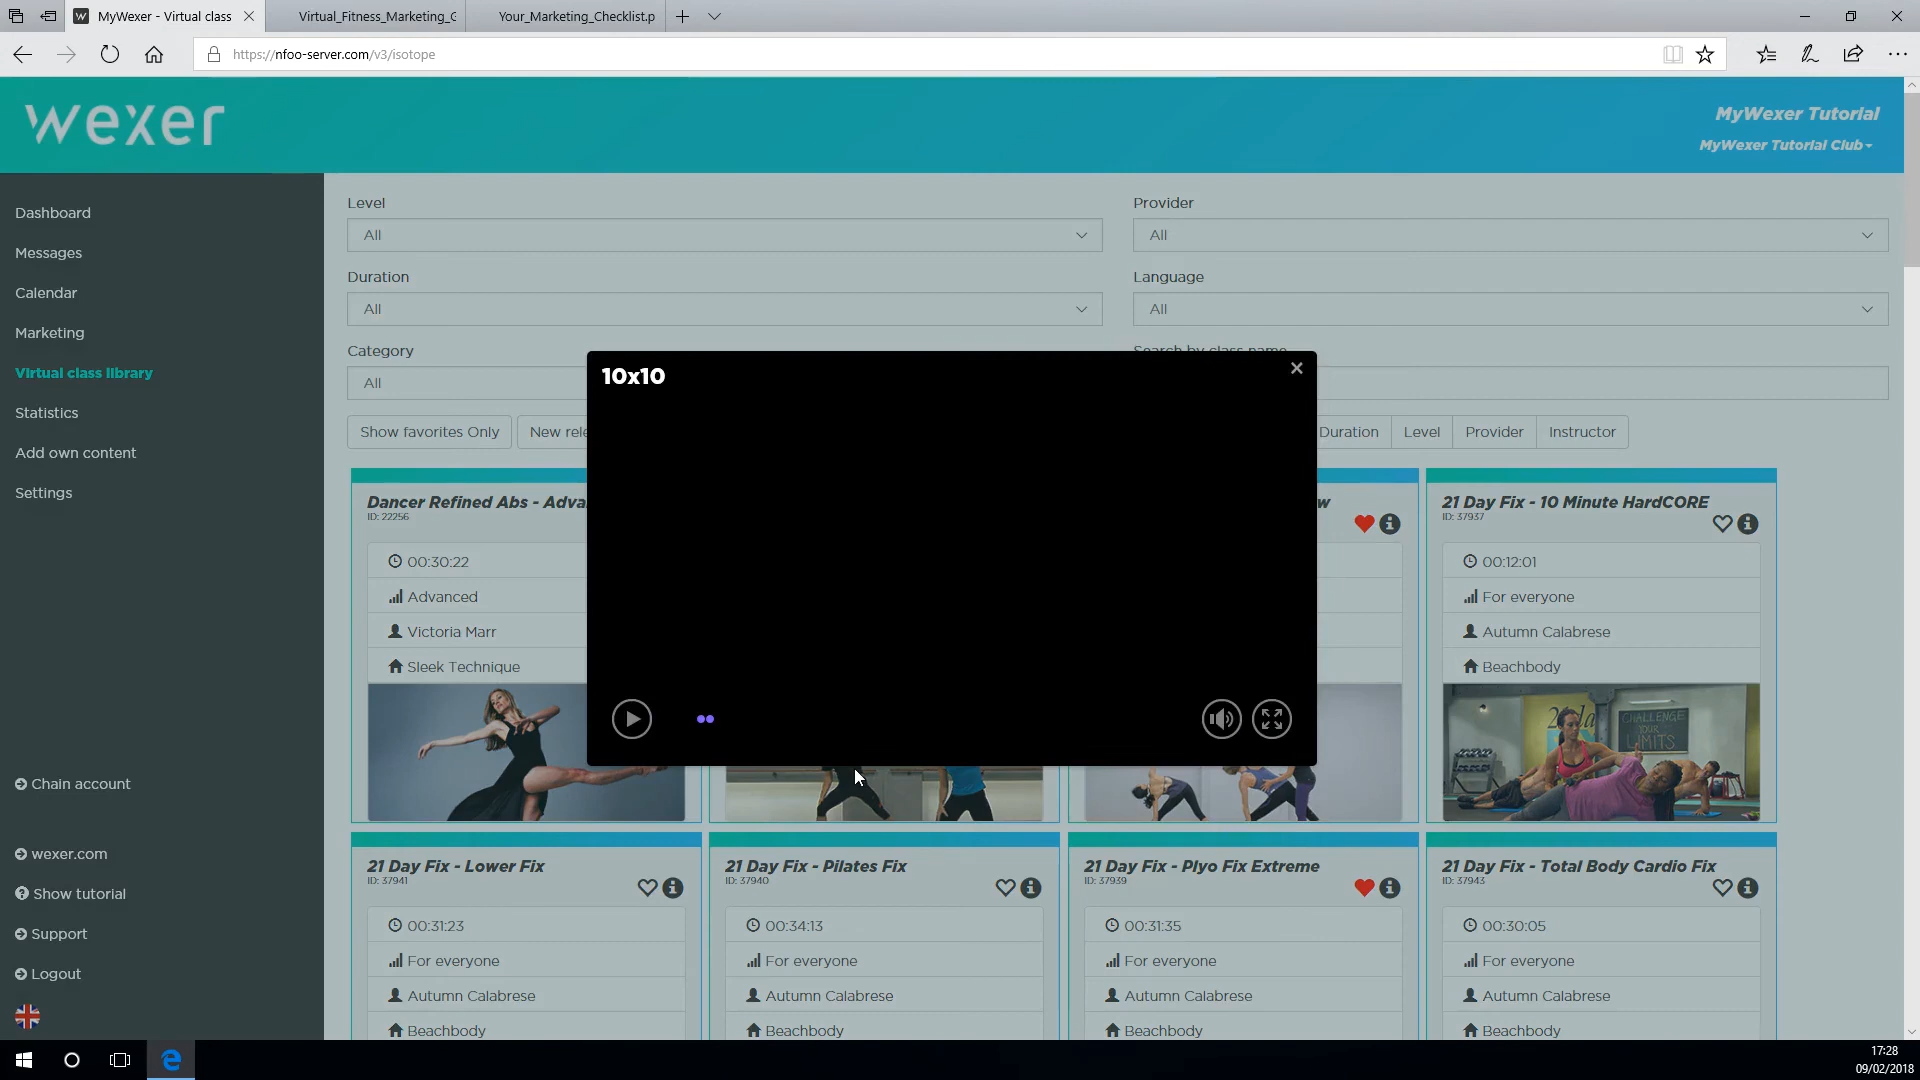 MyWexer - Virtual class
Virtual_Fitness_Marketing_G
Your_Marketing_Checklist.p
https://nfoo-server.com/v3/isotope
wexer
MyWexer Tutorial
MyWexer Tutorial Club
Dashboard
Messages
Calendar
Marketing
Virtual class library
Statistics
Add own content
Settings
Chain account
wexer.com
Show tutorial
Support
Logout
Level
All
Provider
All
Duration
All
Language
All
Category
All
Search by class name
Show favorites Only
New rele
Duration
Level
Provider
Instructor
10x10
Dancer Refined Abs - Adva
ID: 22256
00:30:22
Advanced
Victoria Marr
Sleek Technique
w
21 Day Fix - 10 Minute HardCORE
ID: 37937
00:12:01
For everyone
Autumn Calabrese
Beachbody
CHALLENGE
YOUR
LIMITS
21 Day Fix - Lower Fix
ID: 37941
00:31:23
For everyone
Autumn Calabrese
Beachbody
21 Day Fix - Pilates Fix
ID: 37940
00:34:13
For everyone
Autumn Calabrese
Beachbody
21 Day Fix - Plyo Fix Extreme
ID: 37939
00:31:35
For everyone
Autumn Calabrese
Beachbody
21 Day Fix - Total Body Cardio Fix
ID: 37943
00:30:05
For everyone
Autumn Calabrese
Beachbody
17:28
09/02/2018